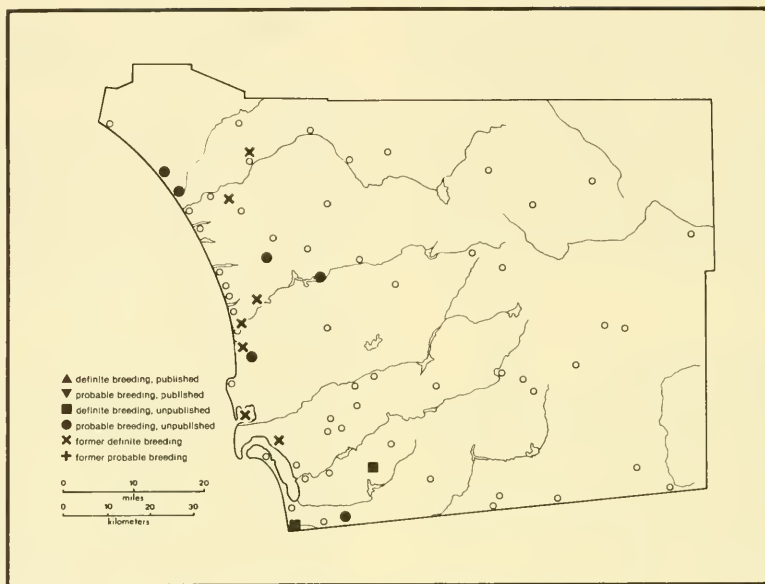 definite breeding, published
probable breeding, published
definite breeding, unpublished
probable breeding, unpublished
former definite breeding
former probable breeding
0 10 20
miles
0 10 20 30
kilometers